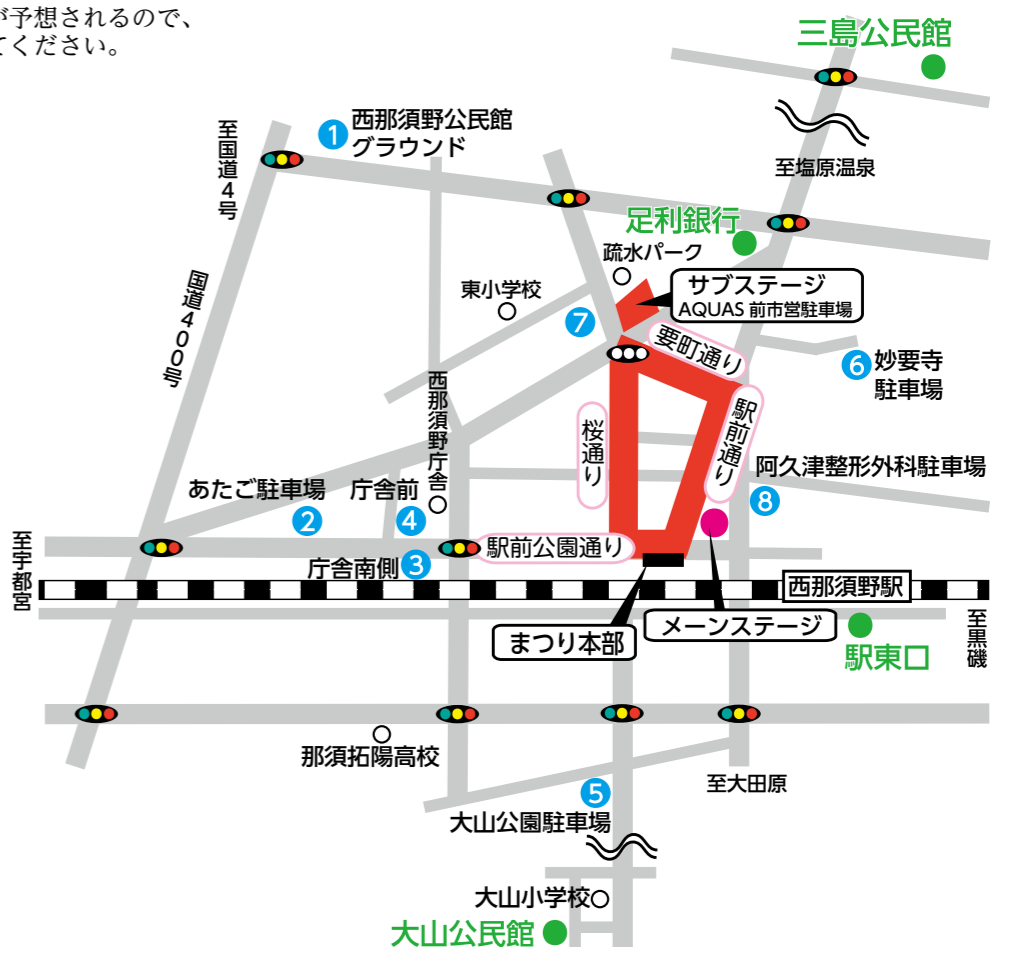 が予想されるので、
てください。
三島公民館
至国道4号
1
西那須野公民館
グラウンド
至塩原温泉
足利銀行
疏水パーク
サブステージ
AQUAS 前市営駐車場
東小学校
国道400号
7
要町通り
6
妙要寺
駐車場
西那須野庁舎
桜通り
駅前通り
阿久津整形外科駐車場
8
あたご駐車場
2
庁舎前
4
至宇都宮
駅前公園通り
庁舎南側
3
西那須野駅
まつり本部
メーンステージ
至黒磯
駅東口
那須拓陽高校
至大田原
5
大山公園駐車場
大山小学校
大山公民館